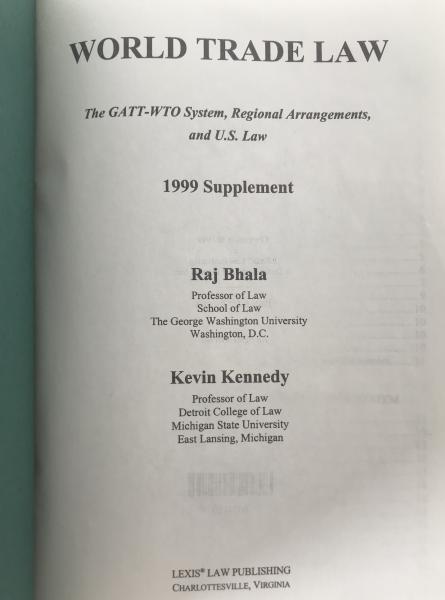 WORLD TRADE LAW
The GATT-WTO System, Regional Arrangements,
and U.S. Law
1999 Supplement
Raj Bhala
Professor of Law
School of Law
The George Washington University
Washington, D.C.
Kevin Kennedy
Professor of Law
Detroit College of Law
Michigan State University
East Lansing, Michigan
LEXIS® LAW PUBLISHING
CHARLOTTESVILLE, VIRGINIA